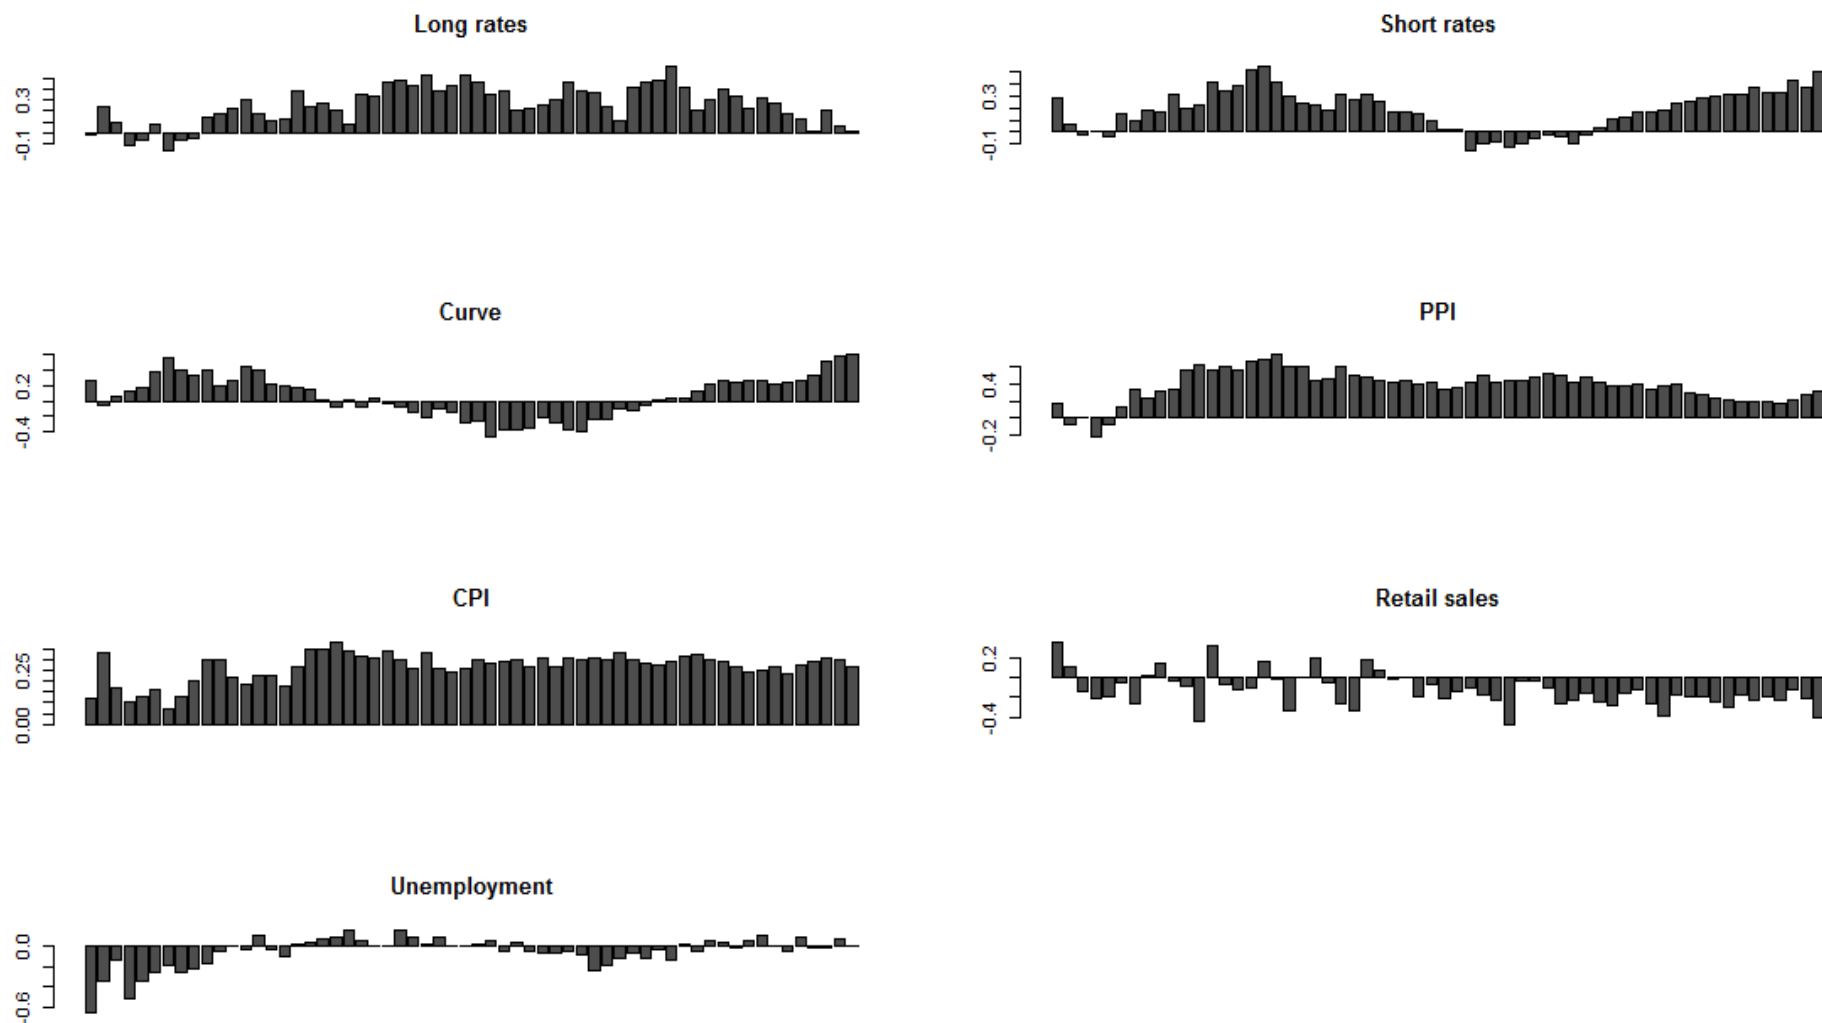 Long rates
0.3
-0.1
Short rates
0.3
-0.1
Curve
0.2
-0.4
PPI
0.4
-0.2
CPI
0.25
0.00
Retail sales
0.2
-0.4
Unemployment
0.0
-0.6